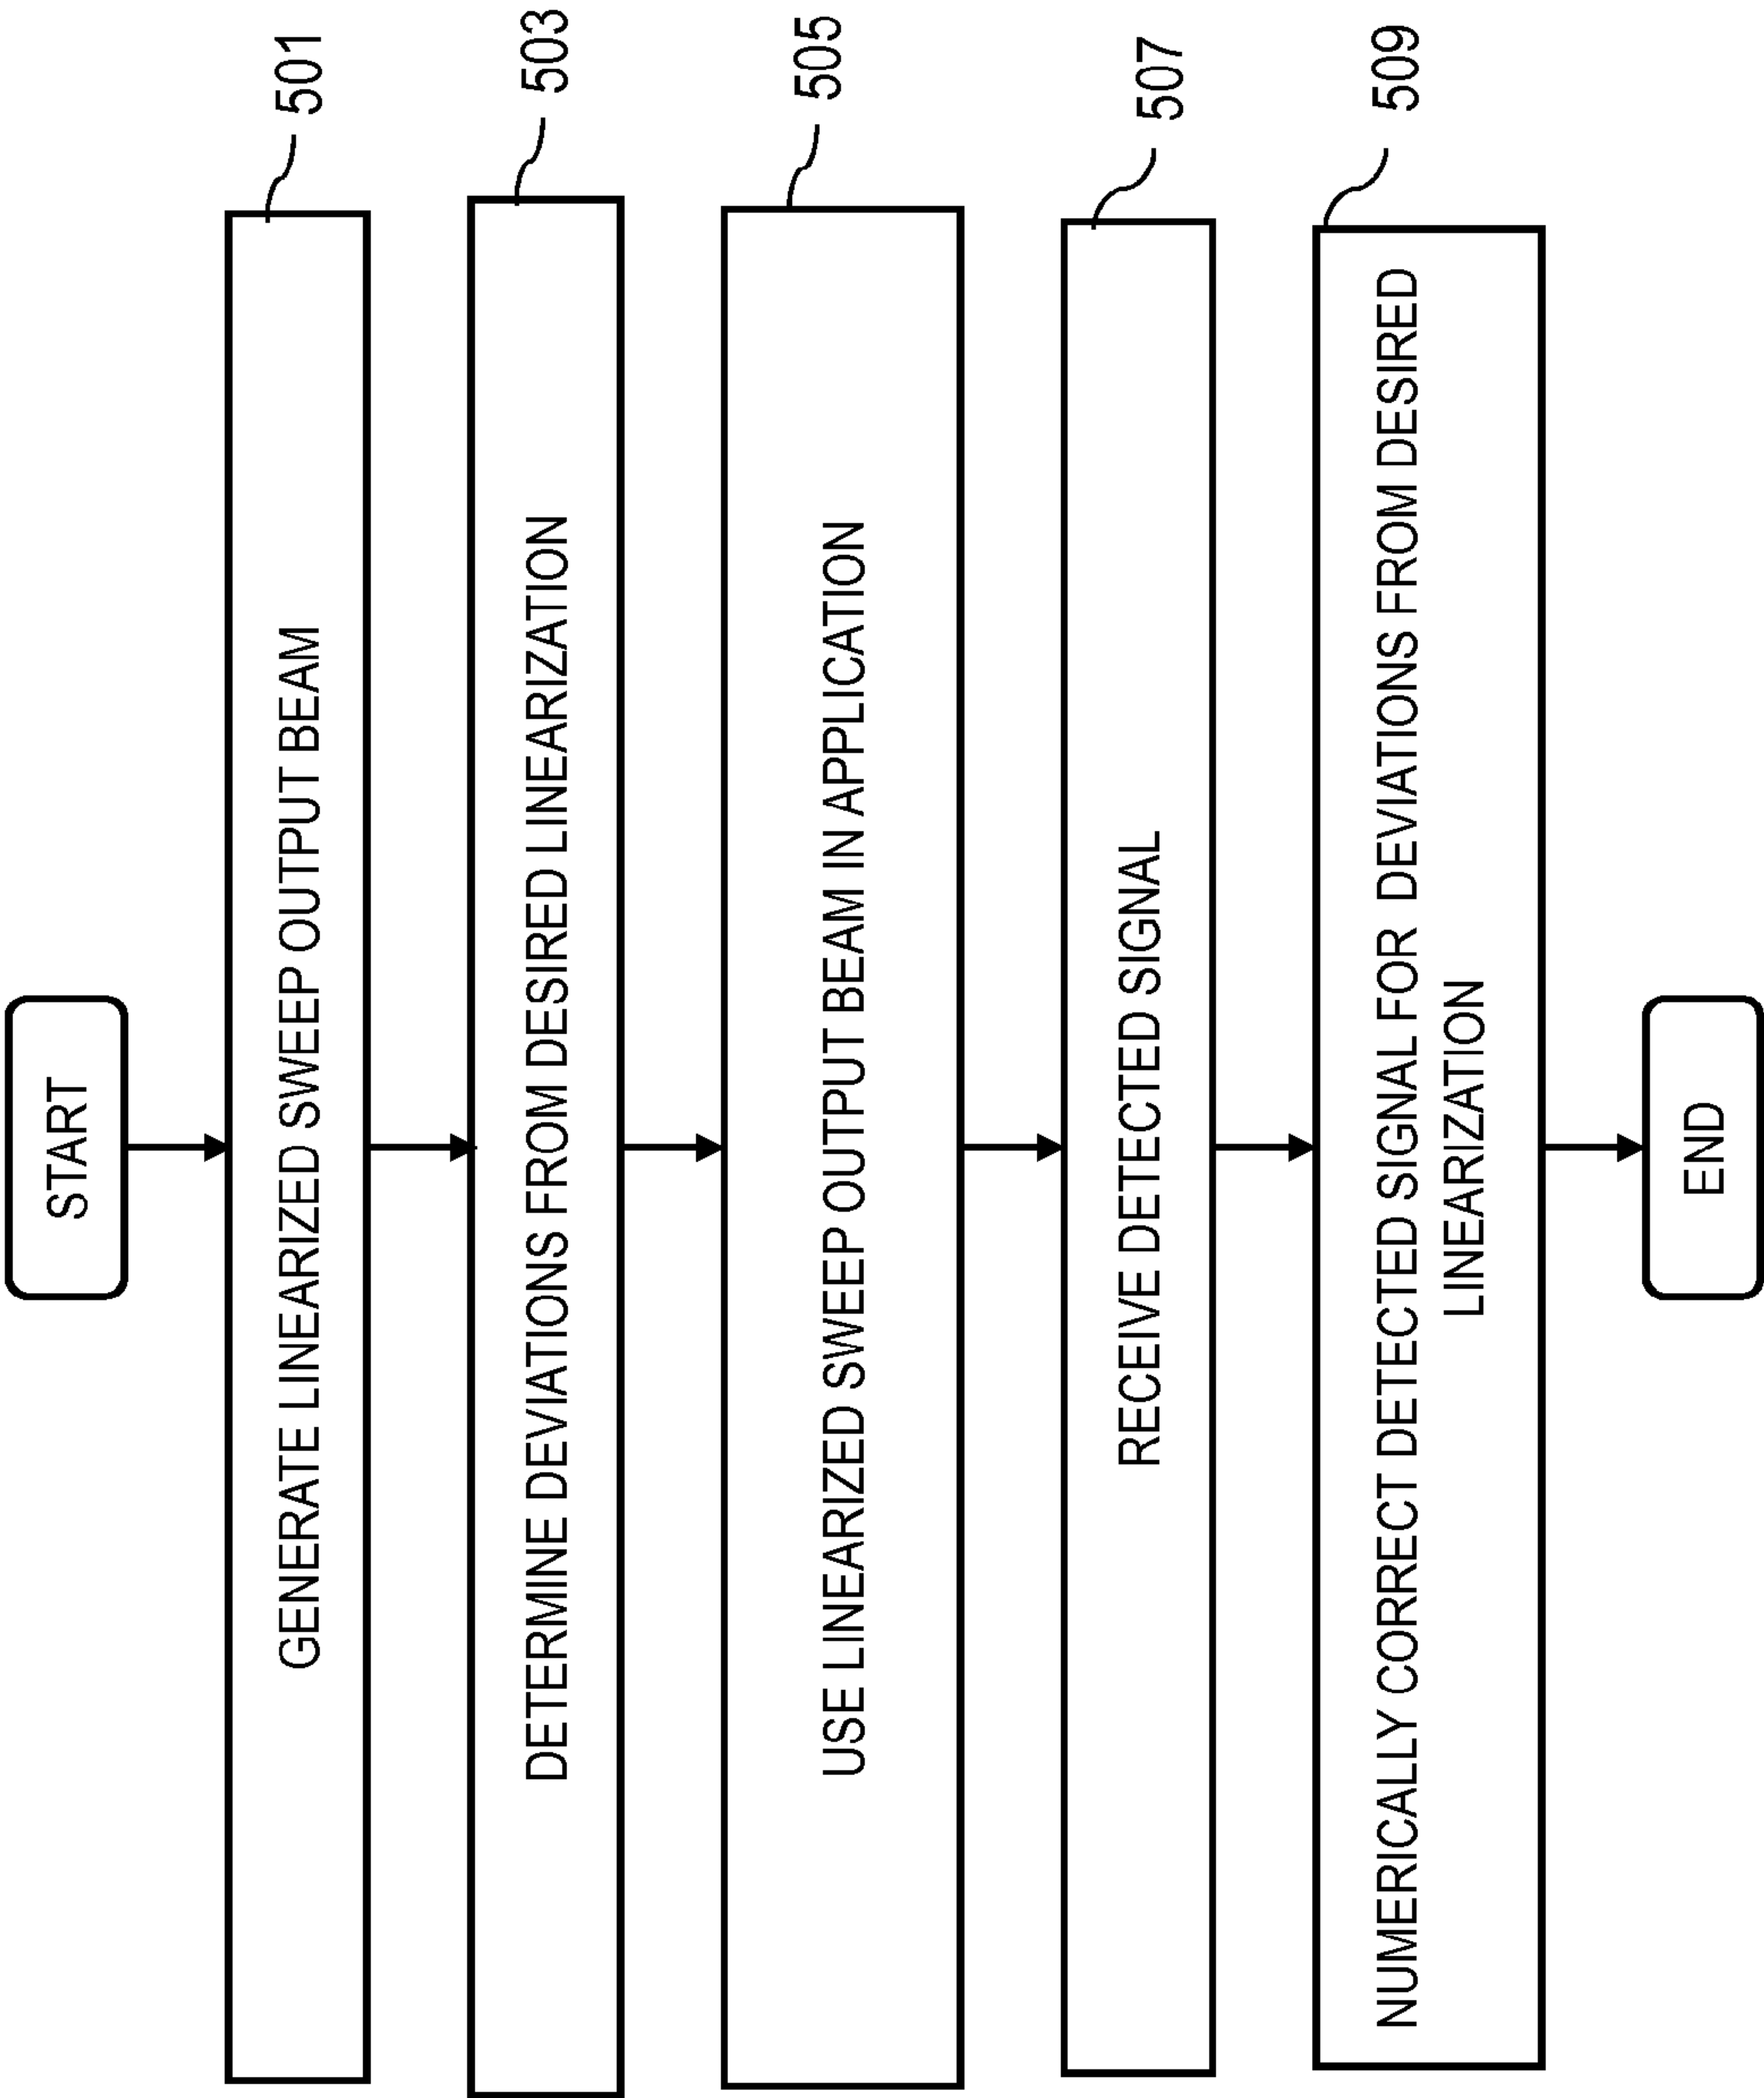 START
GENERATE LINEARIZED SWEEP OUTPUT BEAM
501
DETERMINE DEVIATIONS FROM DESIRED LINEARIZATION
503
USE LINEARIZED SWEEP OUTPUT BEAM IN APPLICATION
505
RECEIVE DETECTED SIGNAL
507
NUMERICALLY CORRECT DETECTED SIGNAL FOR DEVIATIONS FROM DESIRED
LINEARIZATION
509
END